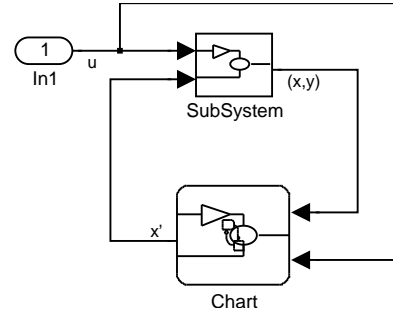 1
In1
u
SubSystem
(x,y)
x'
Chart